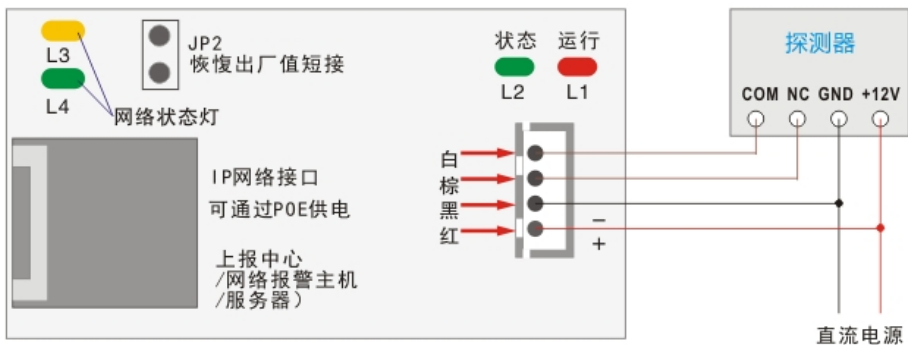 L3
L4
网络状态灯
JP2
恢愎出厂值短接
状态 运行
L2 L1
探测器
COM NC GND +12V
白
棕
黑
红
−
+
IP网络接口
可通过POE供电
上报中心
/网络报警主机
/服务器）
直流电源